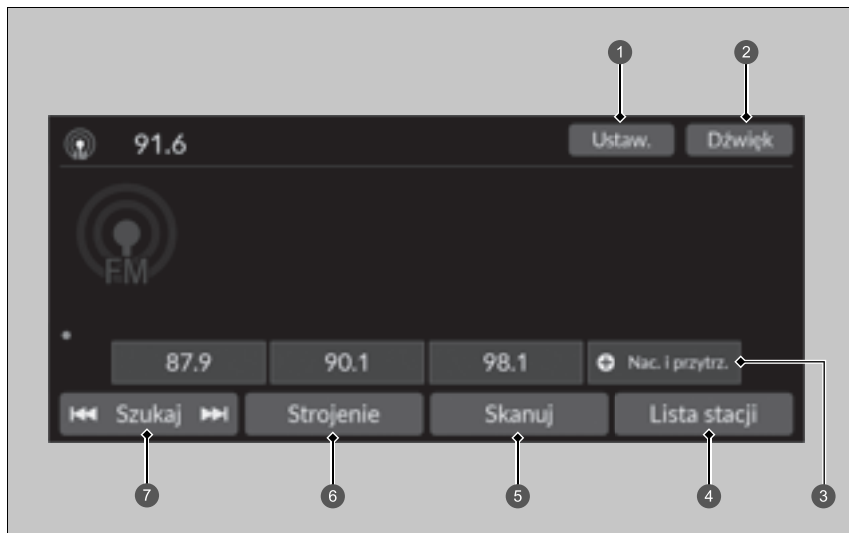 1 2
91.6 Ustaw. Dźwięk
FM
87.9 90.1 98.1 Nac. i przytrz.
Szukaj Strojenie Skanuj Lista stacji
7 6 5 4 3